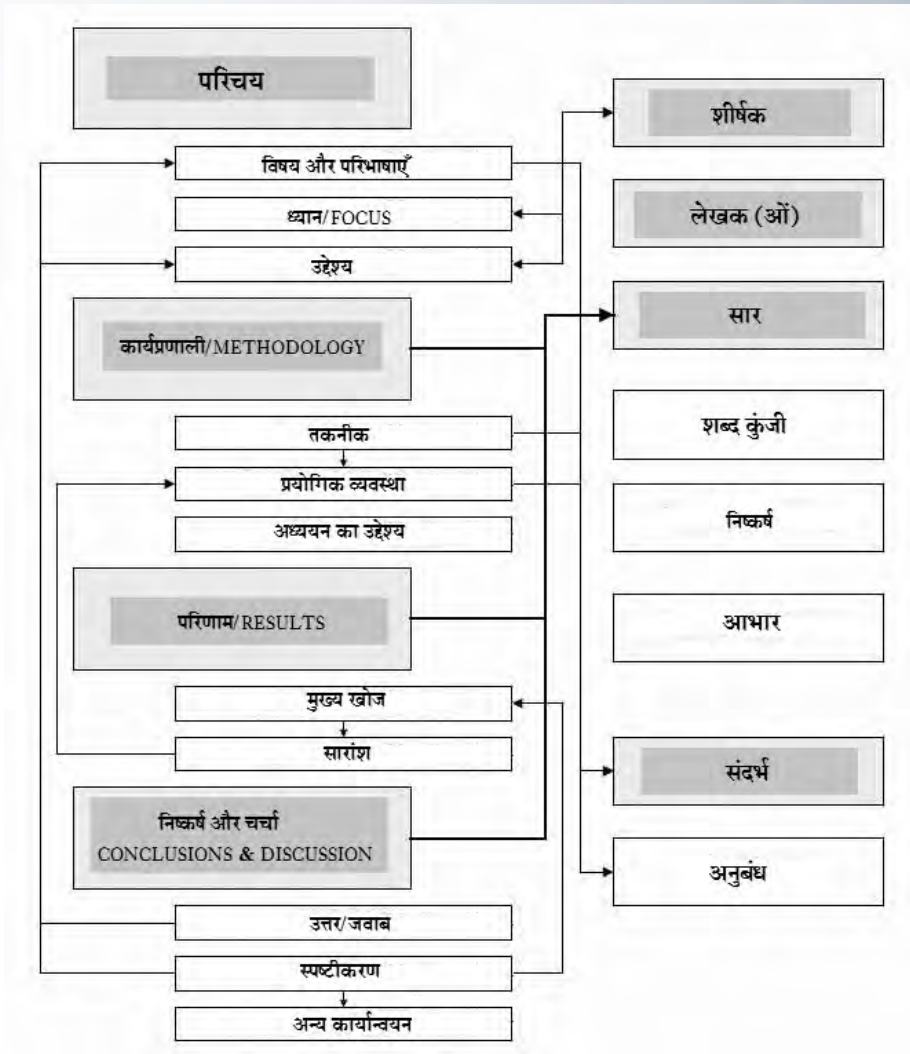 परिचय
विषय और परिभाषाएँ
ध्यान/FOCUS
उद्देश्य
कार्यप्रणाली/METHODOLOGY
तकनीक
प्रयोगिक व्यवस्था
अध्ययन का उद्देश्य
परिणाम/RESULTS
मुख्य खोज
सारांश
निष्कर्ष और चर्चा
CONCLUSIONS & DISCUSSION
उत्तर/जवाब
स्पष्टीकरण
अन्य कार्यान्वयन
शीर्षक
लेखक (ओं)
सार
शब्द कुंजी
निष्कर्ष
आभार
संदर्भ
अनुबंध